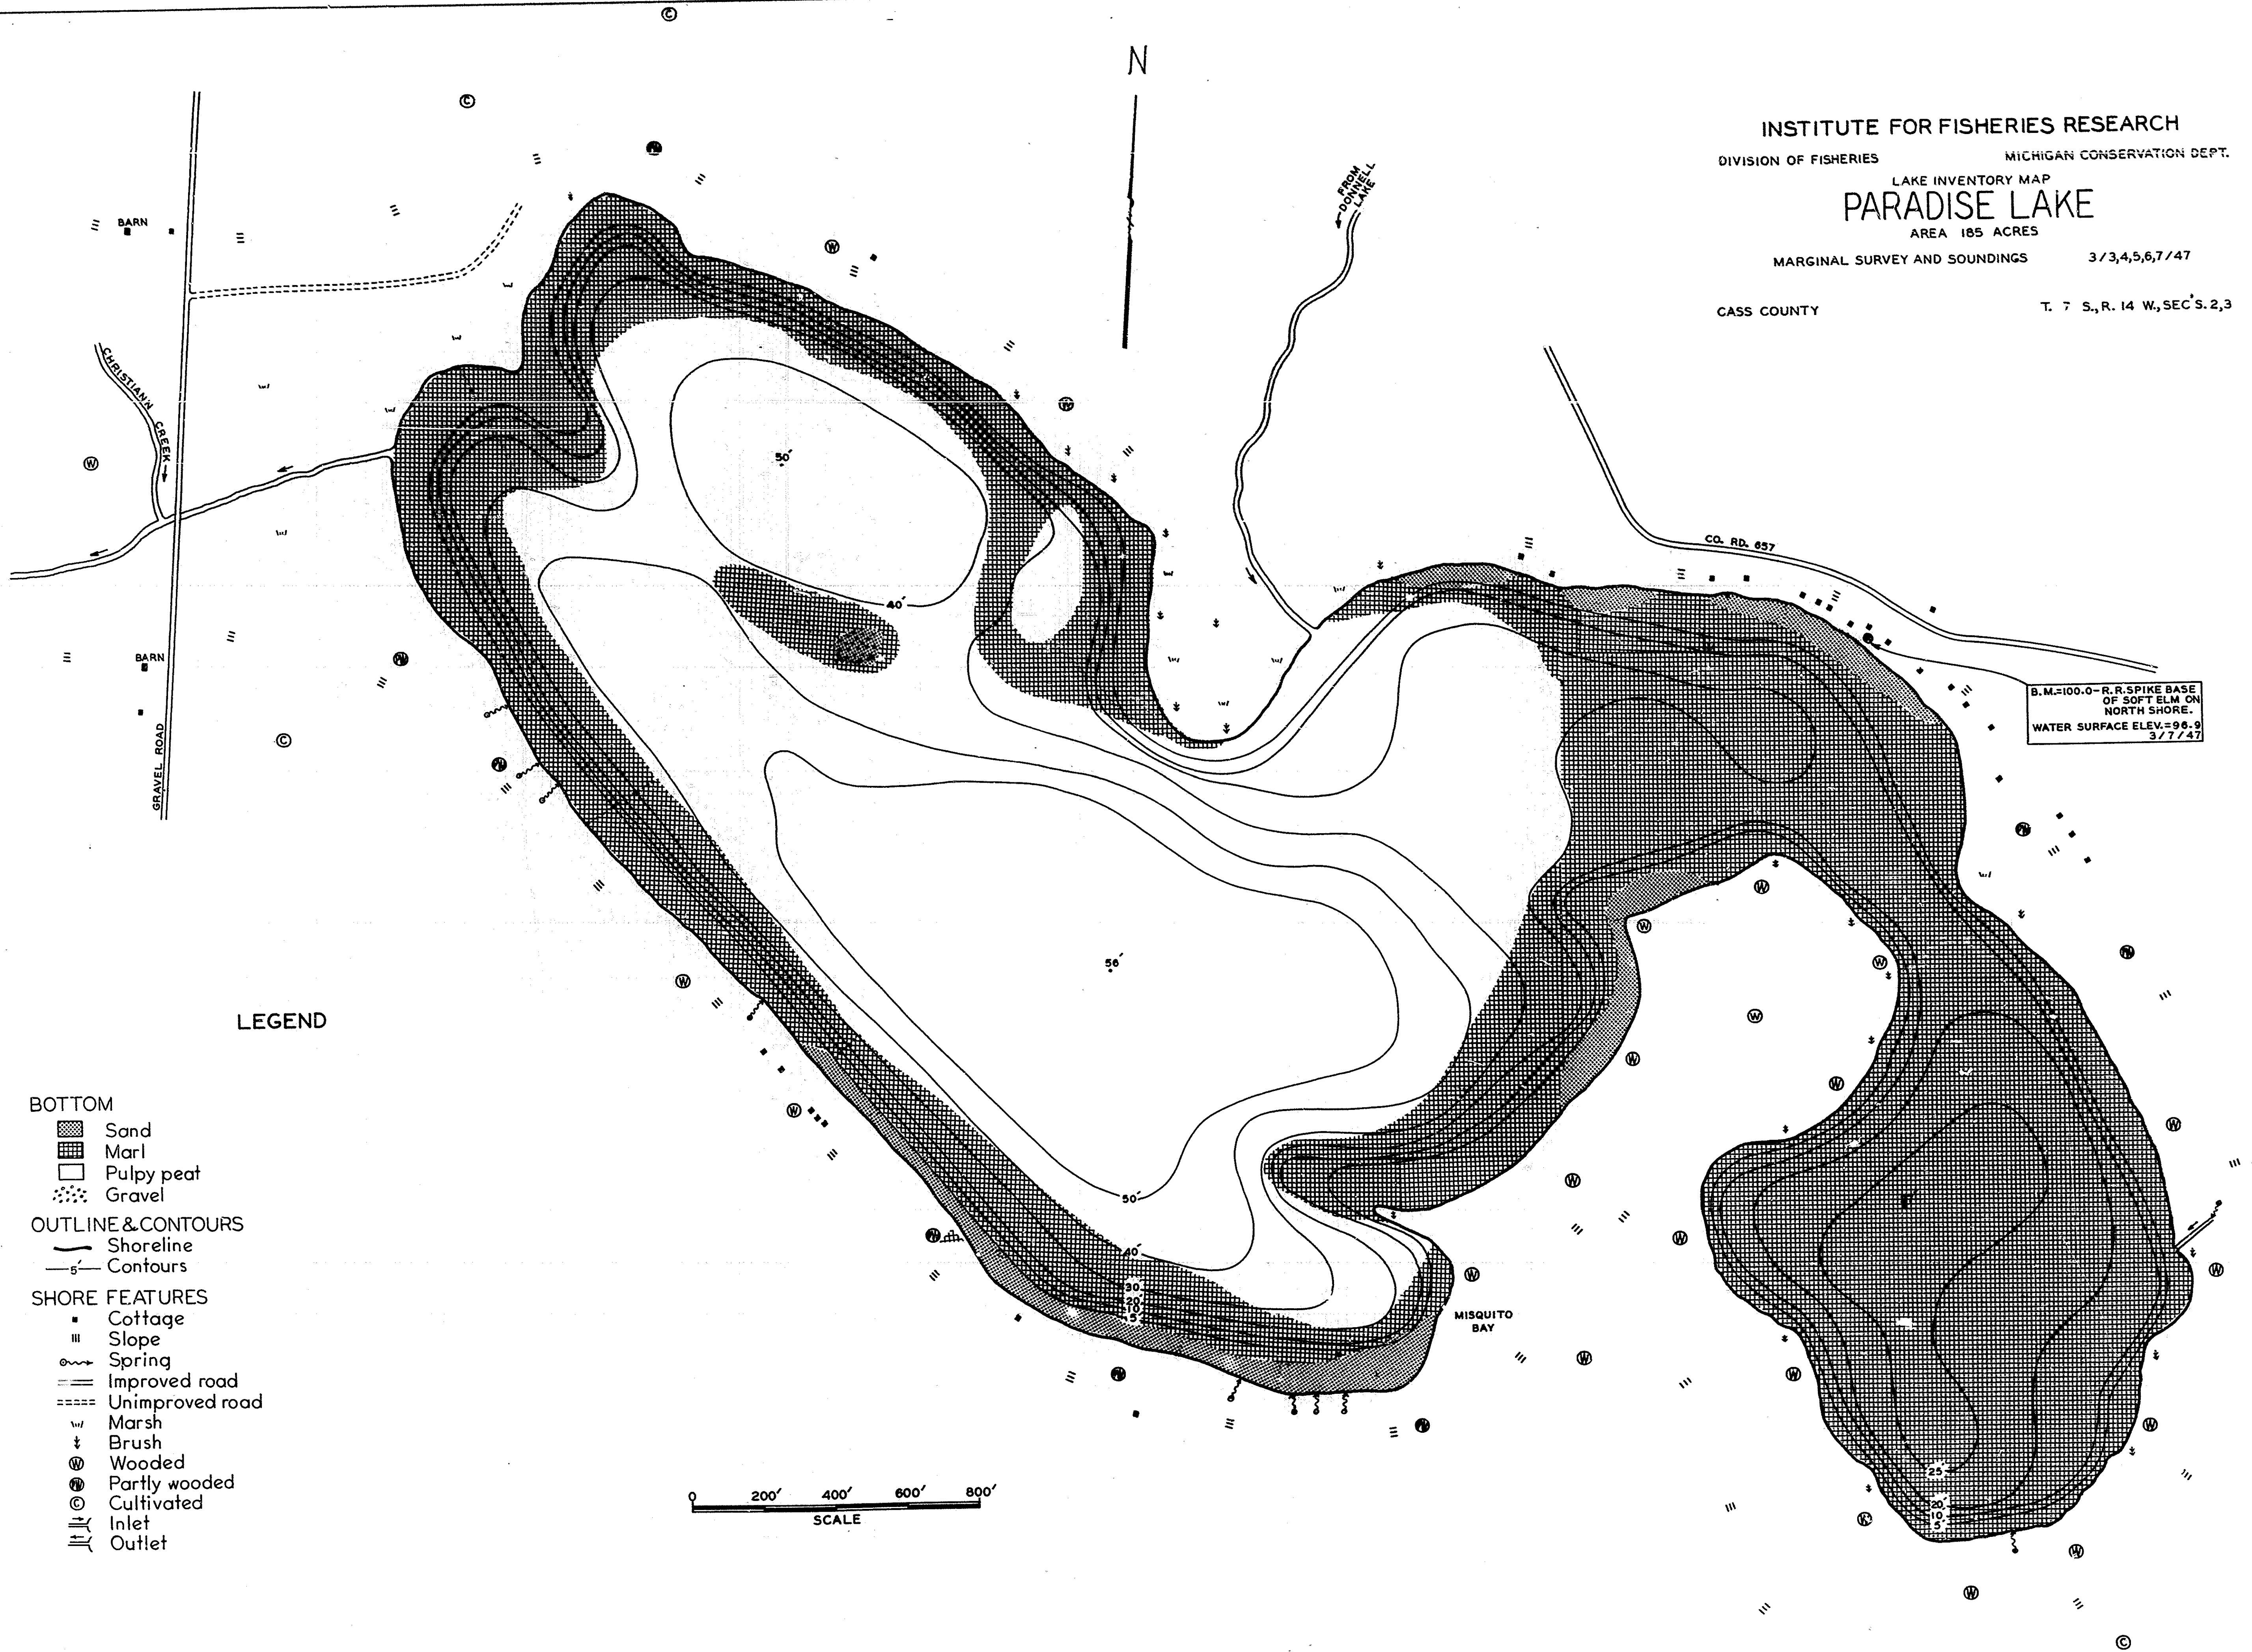 N
INSTITUTE FOR FISHERIES RESEARCH
DIVISION OF FISHERIES MICHIGAN CONSERVATION DEPT.
LAKE INVENTORY MAP
PARADISE LAKE
AREA 185 ACRES
MARGINAL SURVEY AND SOUNDINGS 3/3,4,5,6,7/47
CASS COUNTY T. 7 S., R. 14 W., SEC'S. 2,3
FROM
DONNELL
LAKE
BARN
CHRISTIANN CREEK
BARN
GRAVEL ROAD
CO. RD. 657
B.M.=100.0-R.R.SPIKE BASE
OF SOFT ELM ON
NORTH SHORE.
WATER SURFACE ELEV.=96.9
3/7/47
50'
40'
56'
50'
40'
30'
20'
10'
5'
MISQUITO
BAY
25'
20'
10'
5'
LEGEND
BOTTOM
Sand
Marl
Pulpy peat
Gravel
OUTLINE & CONTOURS
Shoreline
5' Contours
SHORE FEATURES
Cottage
Slope
Spring
Improved road
Unimproved road
Marsh
Brush
W Wooded
PW Partly wooded
C Cultivated
Inlet
Outlet
0 200' 400' 600' 800'
SCALE